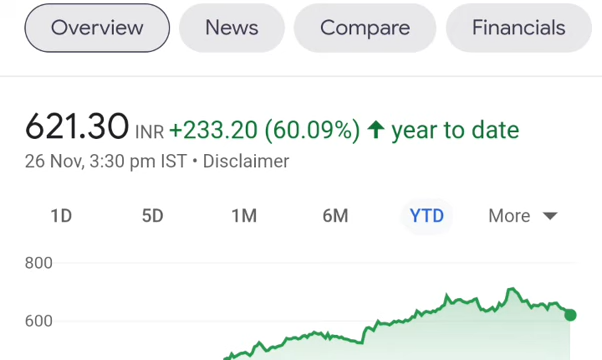 Overview News Compare Financials
621.30 INR +233.20 (60.09%) ↑ year to date
26 Nov, 3:30 pm IST • Disclaimer
1D 5D 1M 6M YTD More
800
600